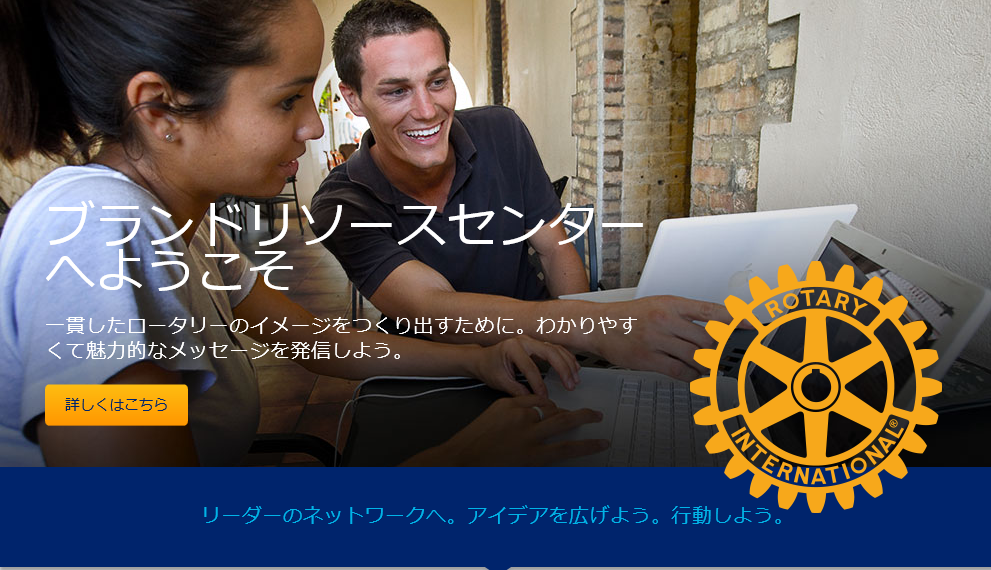 ブランドリソースセンター
へようこそ
一貫したロータリーのイメージをつくり出すために。わかりやす
くて魅力的なメッセージを発信しよう。
詳しくはこちら
ROTARY
INTERNATIONAL®
リーダーのネットワークへ。アイデアを広げよう。行動しよう。